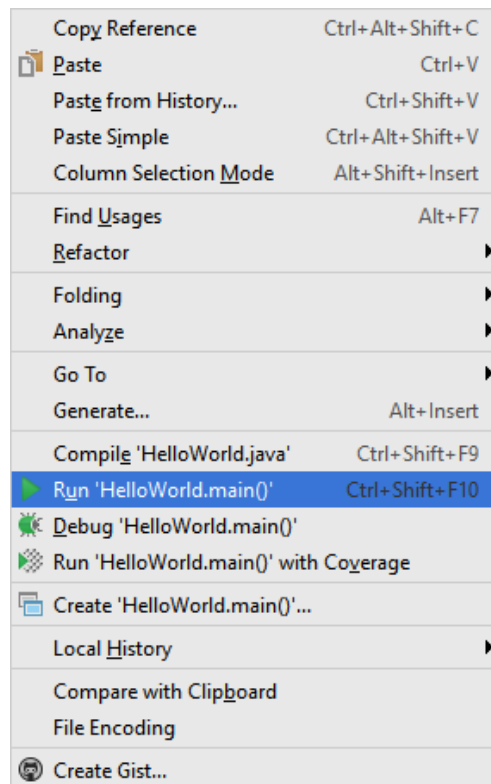 Copy Reference Ctrl+Alt+Shift+C
Paste Ctrl+V
Paste from History... Ctrl+Shift+V
Paste Simple Ctrl+Alt+Shift+V
Column Selection Mode Alt+Shift+Insert
Find Usages Alt+F7
Refactor
Folding
Analyze
Go To
Generate... Alt+Insert
Compile 'HelloWorld.java' Ctrl+Shift+F9
Run 'HelloWorld.main()' Ctrl+Shift+F10
Debug 'HelloWorld.main()'
Run 'HelloWorld.main()' with Coverage
Create 'HelloWorld.main()'...
Local History
Compare with Clipboard
File Encoding
Create Gist...